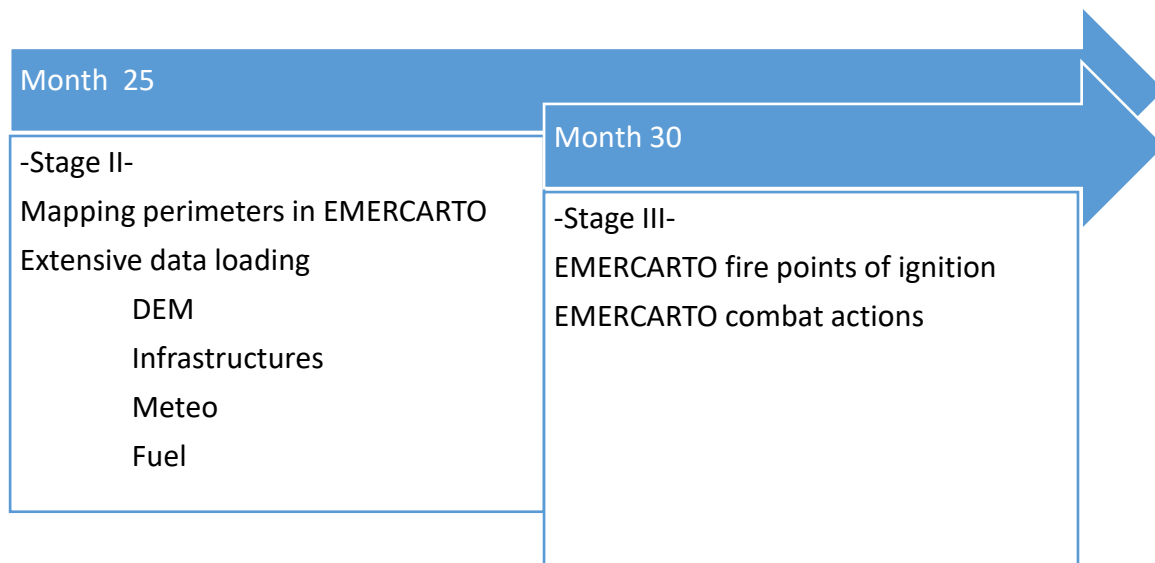 Month  25
-Stage II-
Mapping perimeters in EMERCARTO
Extensive data loading
DEM
Infrastructures
Meteo
Fuel
Month 30
-Stage III-
EMERCARTO fire points of ignition
EMERCARTO combat actions